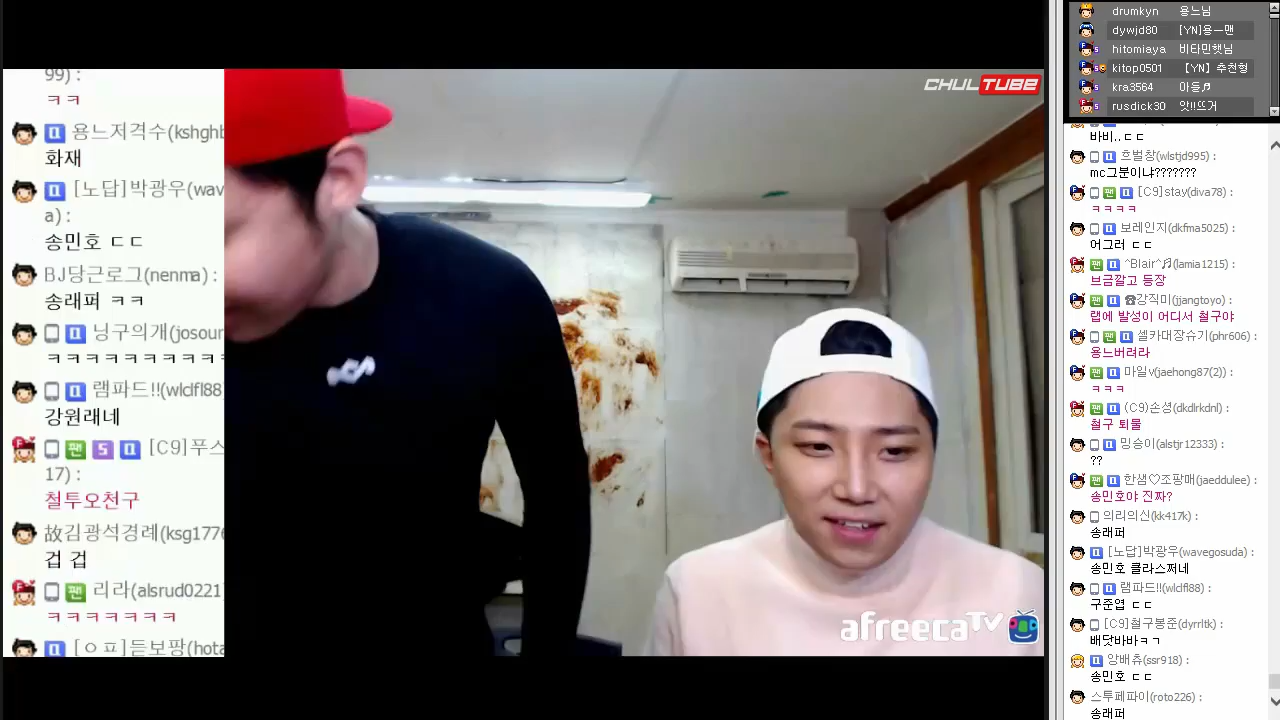 99) :
ㅋㅋ
용느저격수(kshghb
화재
[노답]박광우(wav
a) :
송민호 ㄷㄷ
BJ당근로그(nenma) :
송래퍼 ㅋㅋ
닝구의개(josour
ㅋㅋㅋㅋㅋㅋㅋㅋㅋㅋ
램파드!!(wldfl88
강원래네
[C9]푸스
17) :
철투오천구
故김광석경례(ksg1776
겁 겁
리라(alsrud0221
ㅋㅋㅋㅋㅋㅋㅋ
[ㅇㅍ]듣보팡(hota
CHULTUBE
afreecaTV
drumkyn 용느님
dywjd80 [YN]용ㅡ맨
hitomiaya 비타민햇님
kitop0501 【YN】추천형
kra3564 아등♬
rusdick30 앗!!뜨거
바비..ㄷㄷ
흐벌창(wlstjd995) :
mc그분이냐???????
[C9]stay(diva78) :
ㅋㅋㅋㅋ
보레인지(dkfma5025) :
어그러 ㄷㄷ
^Blair^♬(lamia1215) :
브금깔고 등장
☎강직미(jjangtoyo) :
랩에 발성이 어디서 철구야
셀카대장슈기(phr606) :
용느버려라
마일v(jaehong87(2)) :
ㅋㅋㅋ
(C9)손셩(dkdlrkdnl) :
철구 퇴물
밍승이(alstjr12333) :
??
한샘♡조팡매(jaeddulee) :
송민호야 진짜?
의리의신(kk417k) :
송래퍼
[노답]박광우(wavegosuda) :
송민호 클라스쩌네
램파드!!(wldfl88) :
구준엽 ㄷㄷ
[C9]철구봉준(dyrrltk) :
배닷바바ㅋㄱ
앙배츄(ssr918) :
송민호 ㄷㄷ
스투페파이(roto226) :
송래퍼